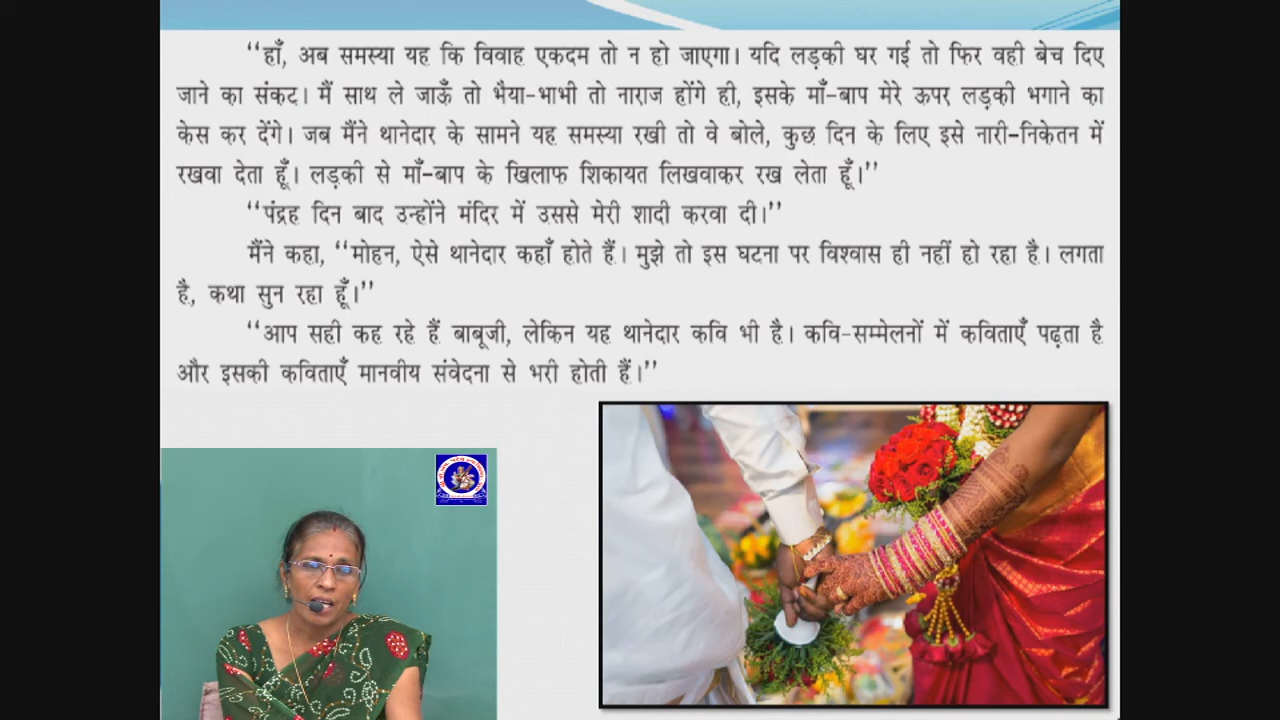 ‘‘हाँ, अब समस्या यह कि विवाह एकदम तो न हो जाएगा। यदि लड़की घर गई तो फिर वही बेच दिए
जाने का संकट। मैं साथ ले जाऊँ तो भैया-भाभी तो नाराज होंगे ही, इसके माँ-बाप मेरे ऊपर लड़की भगाने का
केस कर देंगे। जब मैंने थानेदार के सामने यह समस्या रखी तो वे बोले, कुछ दिन के लिए इसे नारी-निकेतन में
रखवा देता हूँ। लड़की से माँ-बाप के खिलाफ शिकायत लिखवाकर रख लेता हूँ।’’
‘‘पंद्रह दिन बाद उन्होंने मंदिर में उससे मेरी शादी करवा दी।’’
मैंने कहा, ‘‘मोहन, ऐसे थानेदार कहाँ होते हैं। मुझे तो इस घटना पर विश्वास ही नहीं हो रहा है। लगता
है, कथा सुन रहा हूँ।’’
‘‘आप सही कह रहे हैं बाबूजी, लेकिन यह थानेदार कवि भी है। कवि-सम्मेलनों में कविताएँ पढ़ता है
और इसकी कविताएँ मानवीय संवेदना से भरी होती हैं।’’